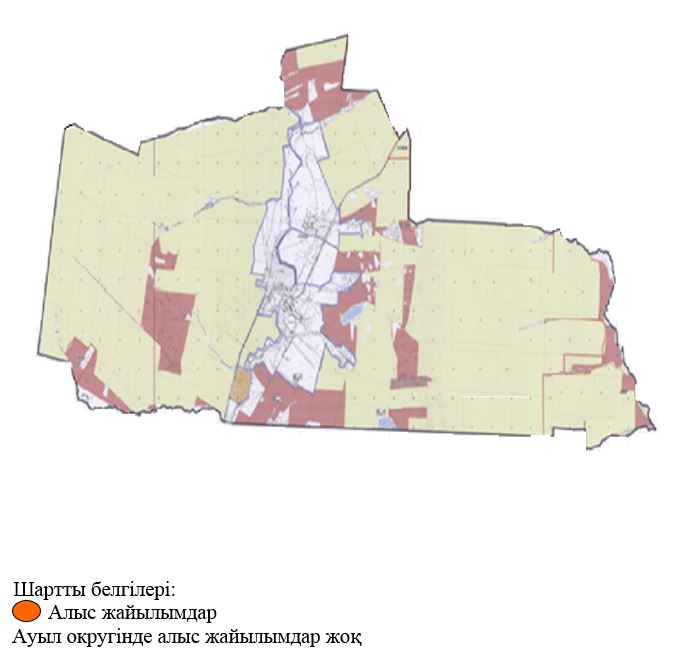 Шартты белгілері:
Алыс жайылымдар
Ауыл округінде алыс жайылымдар жоқ